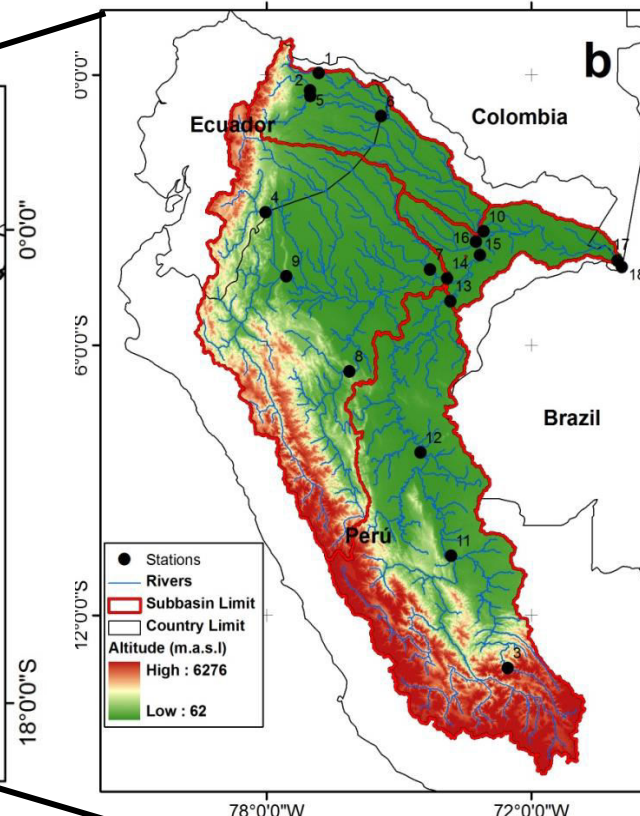 b
0°0'0"
1
2
5
6
Ecuador
Colombia
4
10
16
15
17
18
0°0'0"
9
7
14
13
6°0'0"S
8
Brazil
12
Perú
11
Stations
Rivers
Subbasin Limit
Country Limit
Altitude (m.a.s.l)
High : 6276
Low : 62
12°0'0"S
3
18°0'0"S
78°0'0"W
72°0'0"W